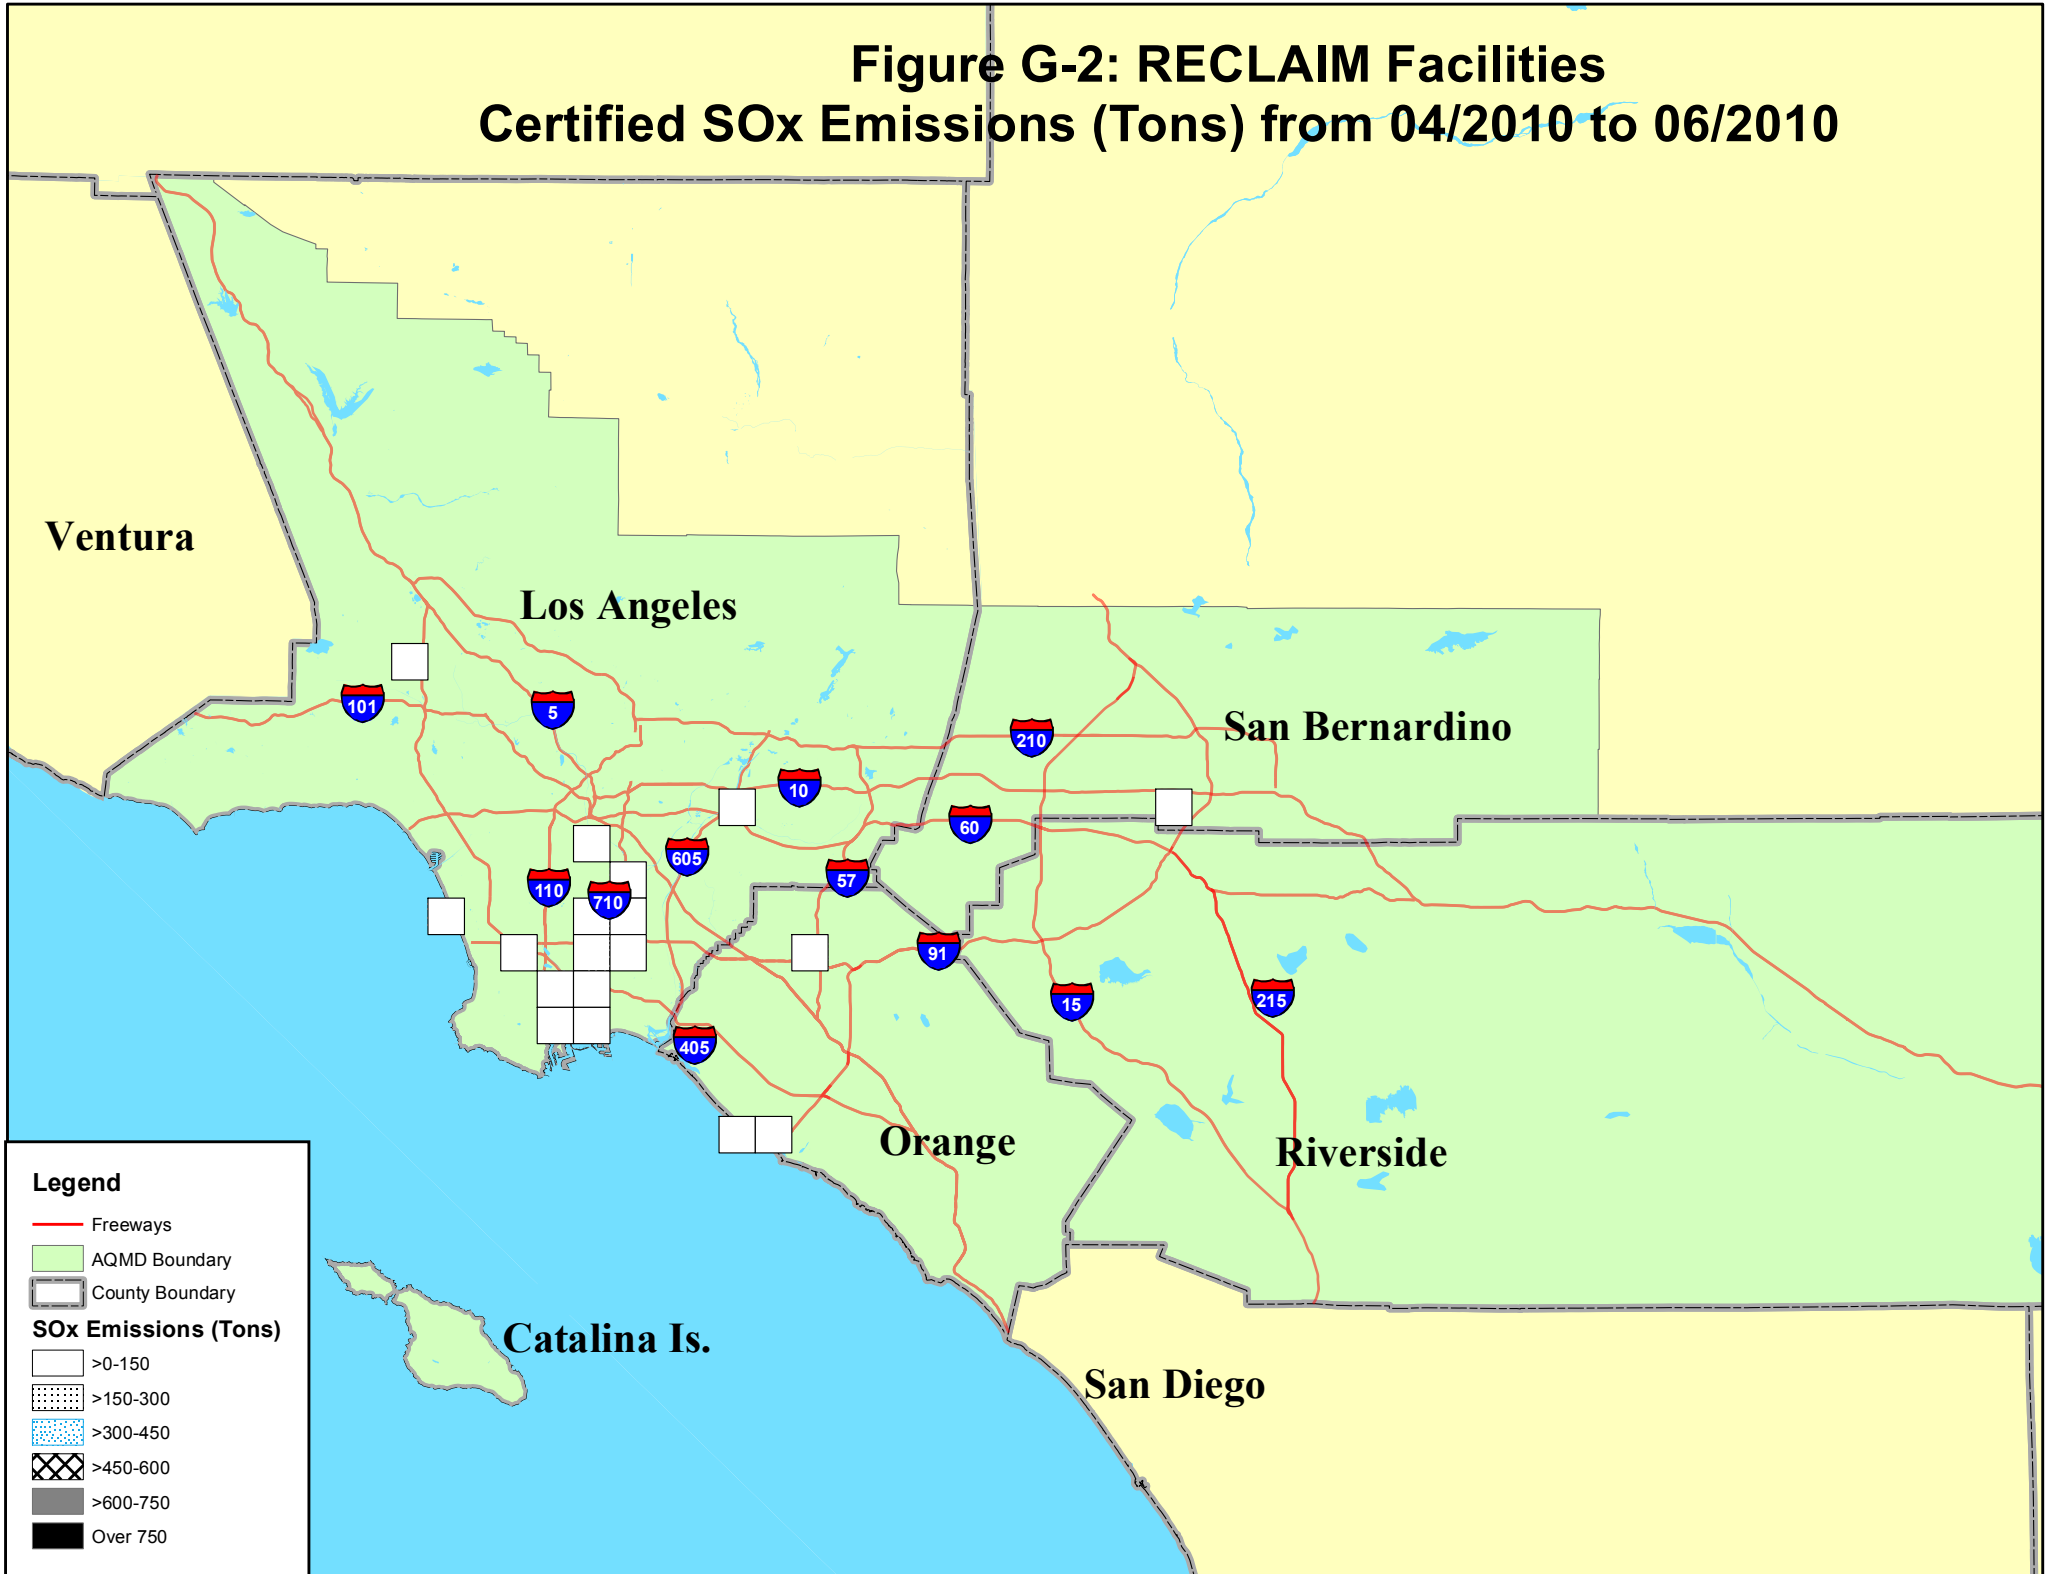 Figure G-2: RECLAIM Facilities
Certified SOx Emissions (Tons) from 04/2010 to 06/2010
Ventura
Los Angeles
101
5
210
San Bernardino
10
60
605
57
110
710
91
15
215
405
Orange
Riverside
Catalina Is.
San Diego
Legend
Freeways
AQMD Boundary
County Boundary
SOx Emissions (Tons)
>0-150
>150-300
>300-450
>450-600
>600-750
Over 750